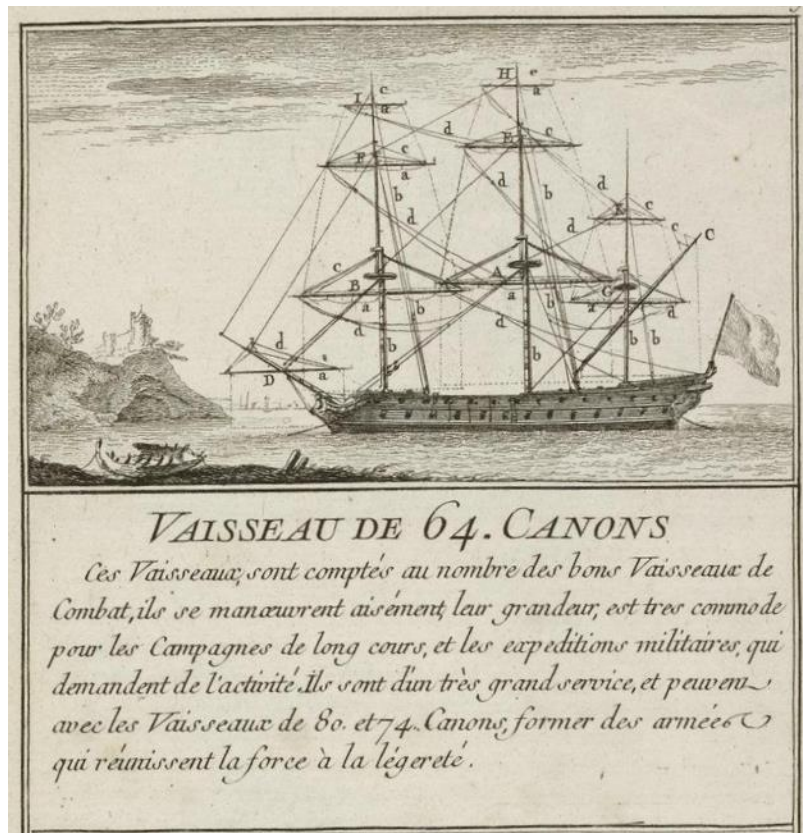 I c a
H e a
d
F c a
E c
d b d b d
E c c
c
C
c B a
A a
G a
d b b d b d
d
D a
b b b b
VAISSEAU DE 64. CANONS
Ces Vaisseaux, sont comptés au nombre des bons Vaisseaux de
Combat, ils se manœuvrent aisément, leur grandeur, est tres commode
pour les Campagnes de long cours, et les expeditions militaires, qui
demandent de l'activité. Ils sont d'un très grand service, et peuvent
avec les Vaisseaux de 80. et 74. Canons, former des armées
qui réunissent la force à la légereté.